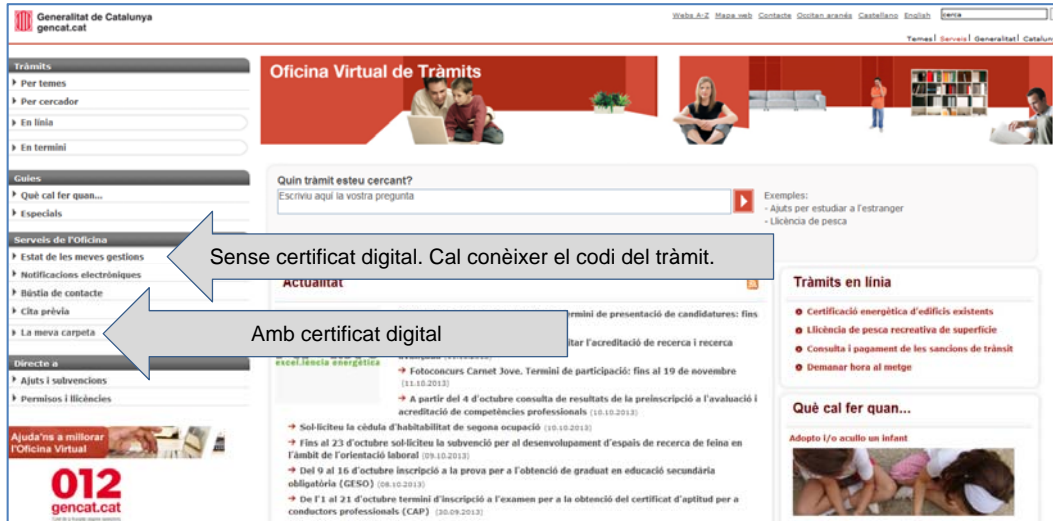 Generalitat de Catalunya
gencat.cat
Webs A-Z Mapa web Contacte Occitan aranés Castellano English cerca
Temes| Serveis| Generalitat| Catalun
Tràmits
Per temes
Per cercador
En línia
En termini
Guies
Què cal fer quan...
Especials
Serveis de l'Oficina
Estat de les meves gestions
Notificacions electròniques
Bústia de contacte
Cita prèvia
La meva carpeta
Directe a
Ajuts i subvencions
Permisos i llicències
Ajuda'ns a millorar
l'Oficina Virtual
012
gencat.cat
Oficina Virtual de Tràmits
Quin tràmit esteu cercant?
Escriviu aquí la vostra pregunta
Exemples:
- Ajuts per estudiar a l'estranger
- Llicència de pesca
Sense certificat digital. Cal conèixer el codi del tràmit.
Amb certificat digital
Actualitat
ermini de presentació de candidatures: fins
itar l'acreditació de recerca i recerca
excel.lència energètica
Fotoconcurs Carnet Jove. Termini de participació: fins al 19 de novembre
(11.10.2013)
A partir del 4 d'octubre consulta de resultats de la preinscripció a l'avaluació i
acreditació de competències professionals (10.10.2013)
Sol·liciteu la cèdula d'habitabilitat de segona ocupació (10.10.2013)
Fins al 23 d'octubre sol·liciteu la subvenció per al desenvolupament d'espais de recerca de feina en
l'àmbit de l'orientació laboral (09.10.2013)
Del 9 al 16 d'octubre inscripció a la prova per a l'obtenció de graduat en educació secundària
obligatòria (GESO) (08.10.2013)
De l'1 al 21 d'octubre termini d'inscripció a l'examen per a la obtenció del certificat d'aptitud per a
conductors professionals (CAP) (30.09.2013)
Tràmits en línia
Certificació energètica d'edificis existents
Llicència de pesca recreativa de superfície
Consulta i pagament de les sancions de trànsit
Demanar hora al metge
Què cal fer quan...
Adopto i/o acullo un infant